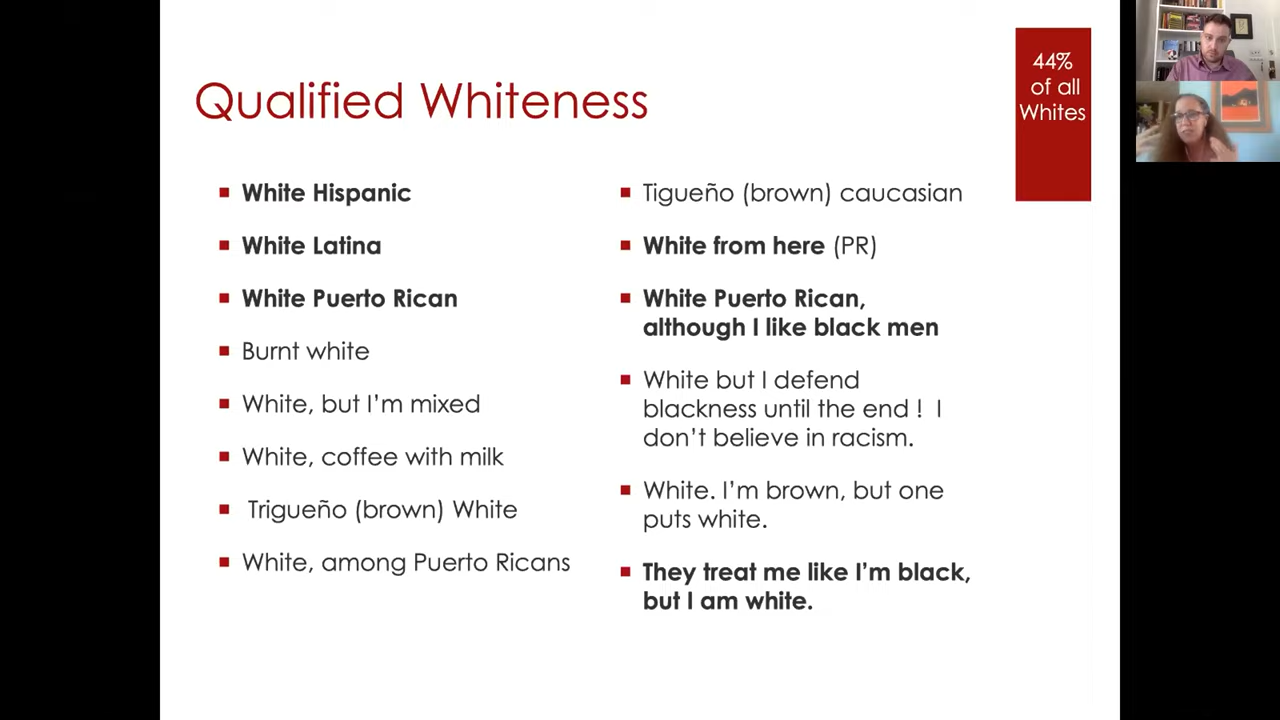 Qualified Whiteness
44%
of all
Whites
White Hispanic
White Latina
White Puerto Rican
Burnt white
White, but I’m mixed
White, coffee with milk
Trigueño (brown) White
White, among Puerto Ricans
Tigueño (brown) caucasian
White from here (PR)
White Puerto Rican,
although I like black men
White but I defend
blackness until the end ! I
don’t believe in racism.
White. I’m brown, but one
puts white.
They treat me like I’m black,
but I am white.